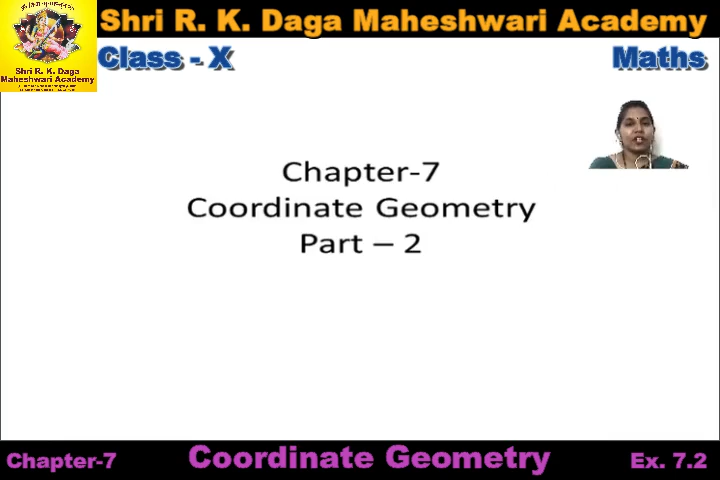 Shri R. K. Daga Maheshwari Academy
Shri R. K. Daga
Maheshwari Academy
Class - X
Maths
Chapter-7
Coordinate Geometry
Part – 2
Chapter-7
Coordinate Geometry
Ex. 7.2